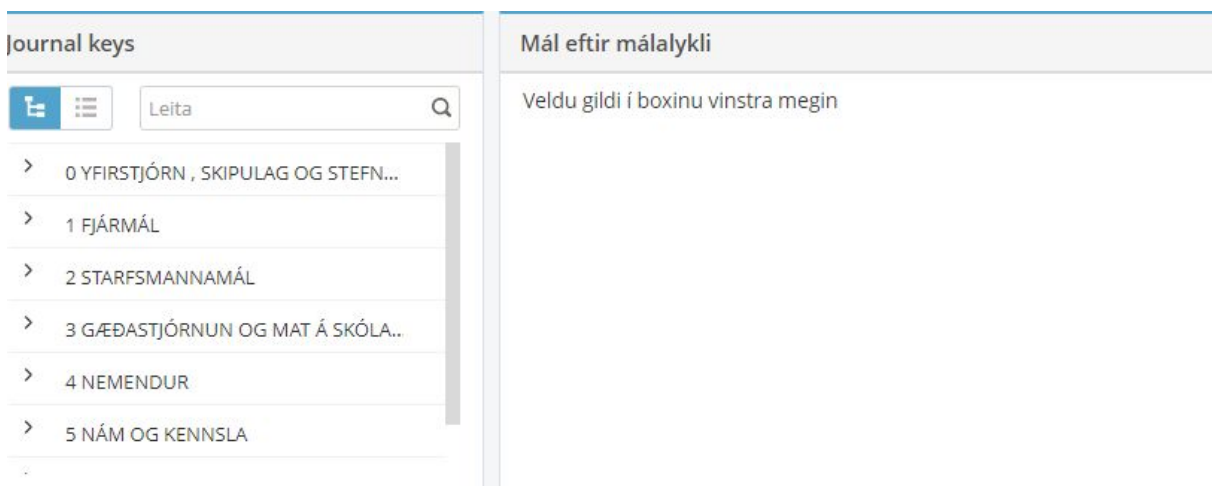 Journal keys
Leita
0 YFIRSTJÓRN , SKIPULAG OG STEFN...
1 FJÁRMÁL
2 STARFSMANNAMÁL
3 GÆÐASTJÓRNUN OG MAT Á SKÓLA...
4 NEMENDUR
5 NÁM OG KENNSLA
Mál eftir málalykli
Veldu gildi í boxinu vinstra megin